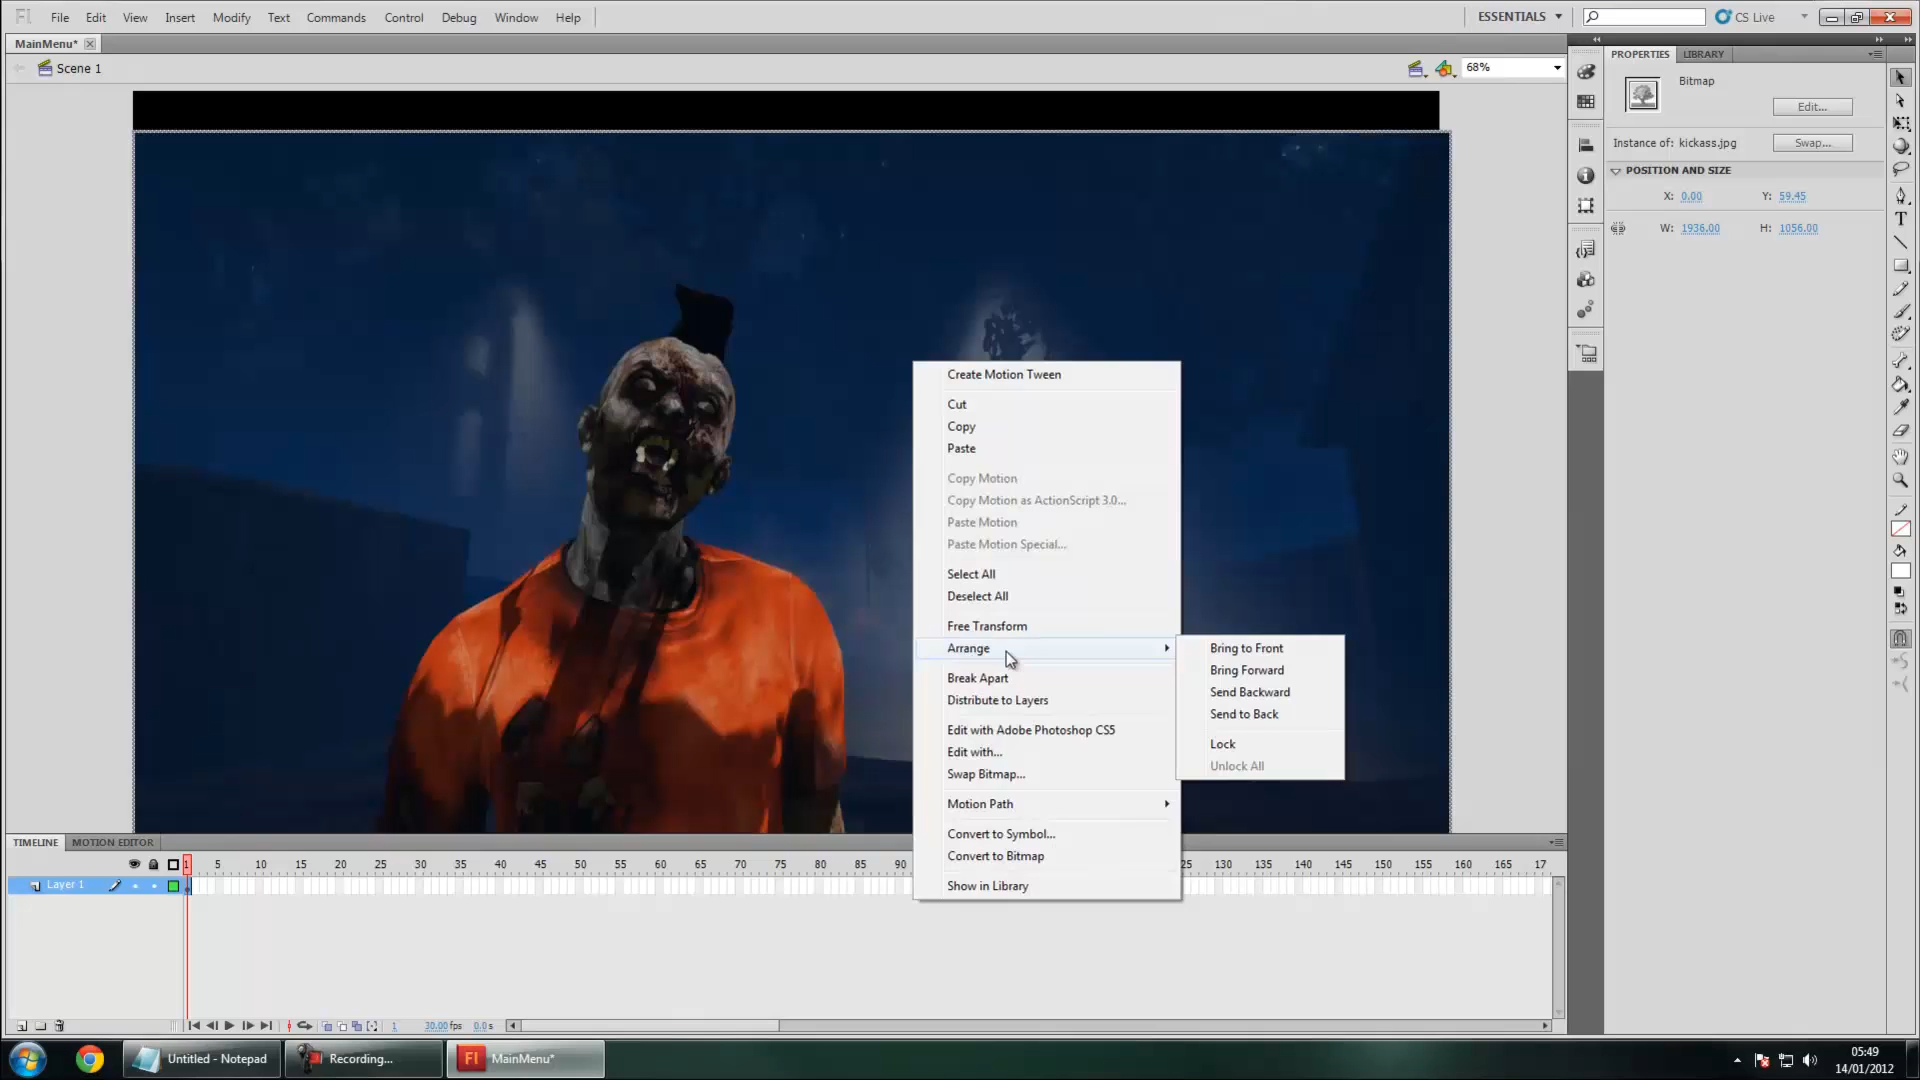 Fl File Edit View Insert Modify Text Commands Control Debug Window Help ESSENTIALS CS Live
MainMenu*
Scene 1 68%
PROPERTIES LIBRARY
Bitmap
Edit...
Instance of: kickass.jpg Swap...
POSITION AND SIZE
X: 0.00 Y: 59.45
W: 1936.00 H: 1056.00
Create Motion Tween
Cut
Copy
Paste
Copy Motion
Copy Motion as ActionScript 3.0...
Paste Motion
Paste Motion Special...
Select All
Deselect All
Free Transform
Arrange
Break Apart
Distribute to Layers
Edit with Adobe Photoshop CS5
Edit with...
Swap Bitmap...
Motion Path
Convert to Symbol...
Convert to Bitmap
Show in Library
Bring to Front
Bring Forward
Send Backward
Send to Back
Lock
Unlock All
TIMELINE MOTION EDITOR
1 5 10 15 20 25 30 35 40 45 50 55 60 65 70 75 80 85 90 25 130 135 140 145 150 155 160 165 17
Layer 1
1 30.00 fps 0.0 s
Untitled - Notepad Recording... Fl MainMenu*
05:49
14/01/2012